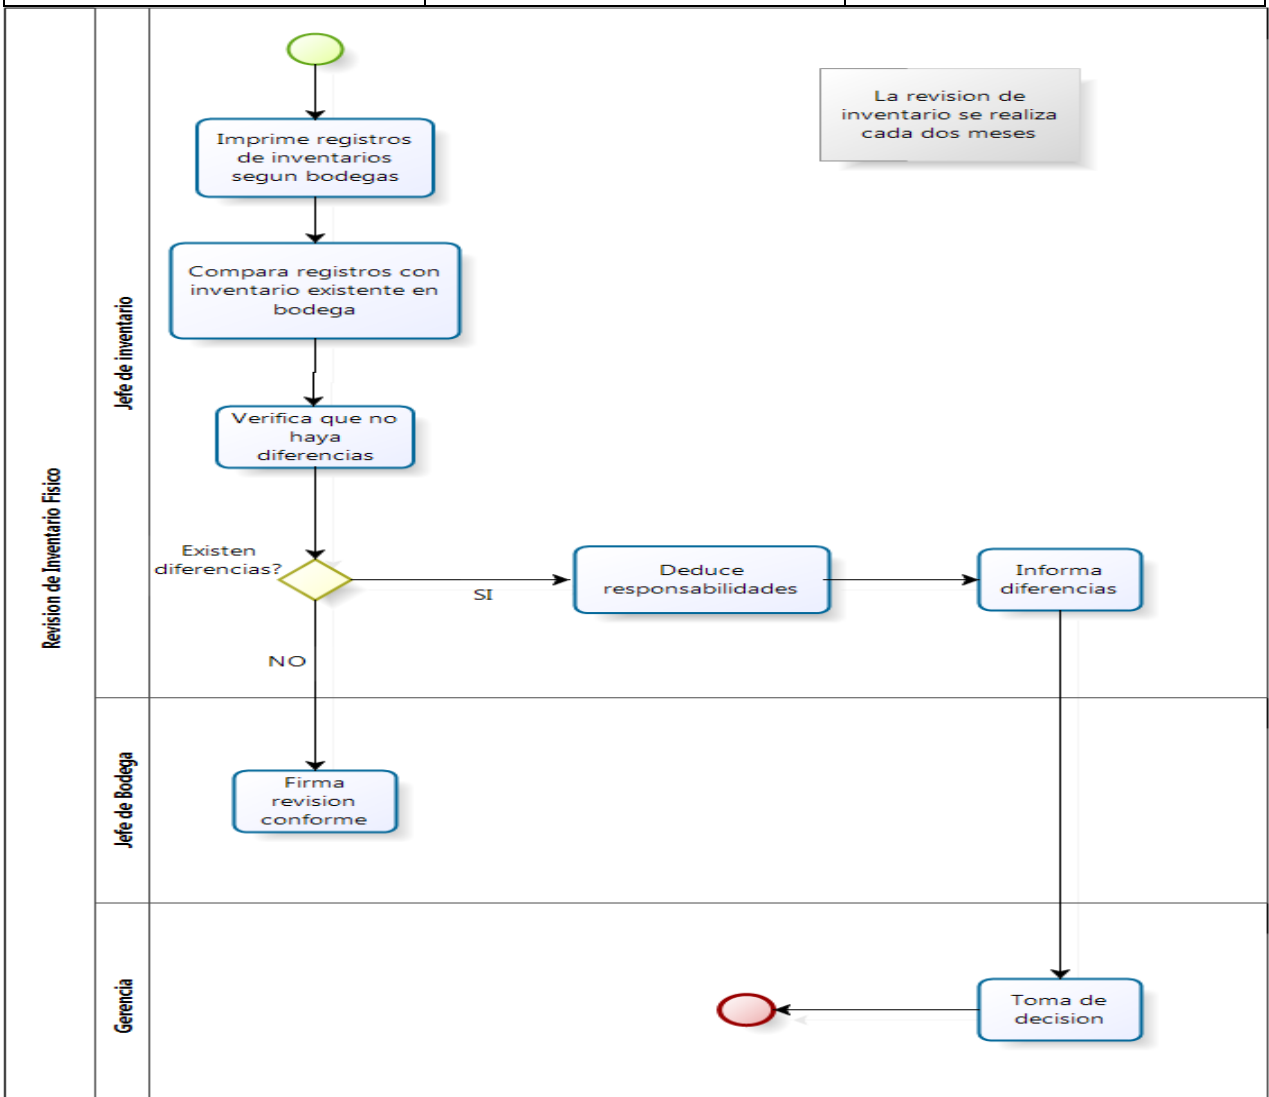 Revision de Inventario Fisico
Jefe de inventario
Imprime registros
de inventarios
segun bodegas
La revision de
inventario se realiza
cada dos meses
Compara registros con
inventario existente en
bodega
Verifica que no
haya
diferencias
Existen
diferencias?
SI
Deduce
responsabilidades
Informa
diferencias
NO
Jefe de Bodega
Firma
revision
conforme
Gerencia
Toma de
decision